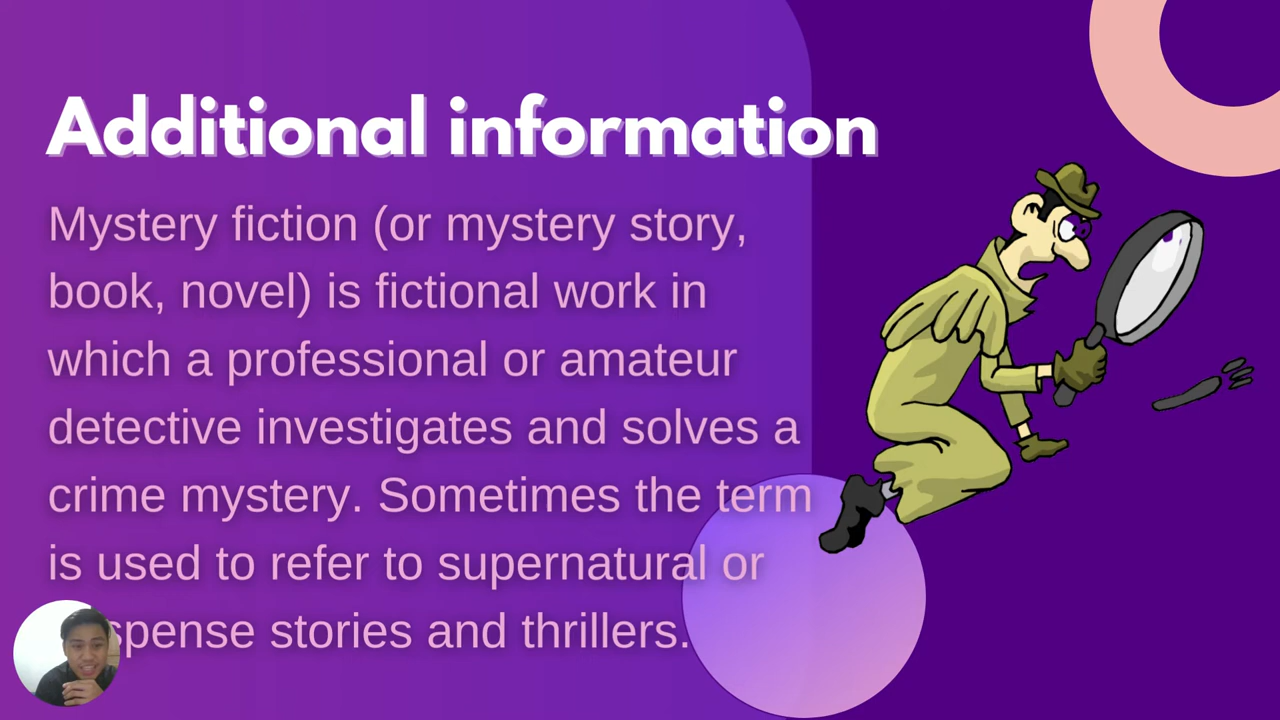 Additional information
Mystery fiction (or mystery story,
book, novel) is fictional work in
which a professional or amateur
detective investigates and solves a
crime mystery. Sometimes the term
is used to refer to supernatural or
spense stories and thrillers.